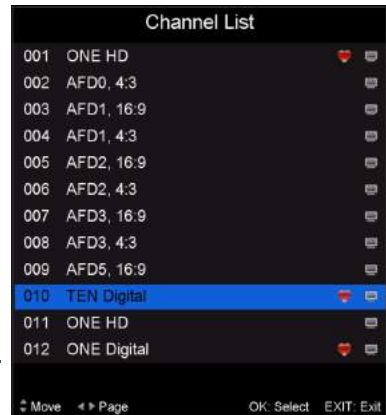 Channel List
001 ONE HD
002 AFD0, 4:3
003 AFD1, 16:9
004 AFD1, 4:3
005 AFD2, 16:9
006 AFD2, 4:3
007 AFD3, 16:9
008 AFD3, 4:3
009 AFD5, 16:9
010 TEN Digital
011 ONE HD
012 ONE Digital
Move Page OK: Select EXIT: Exit